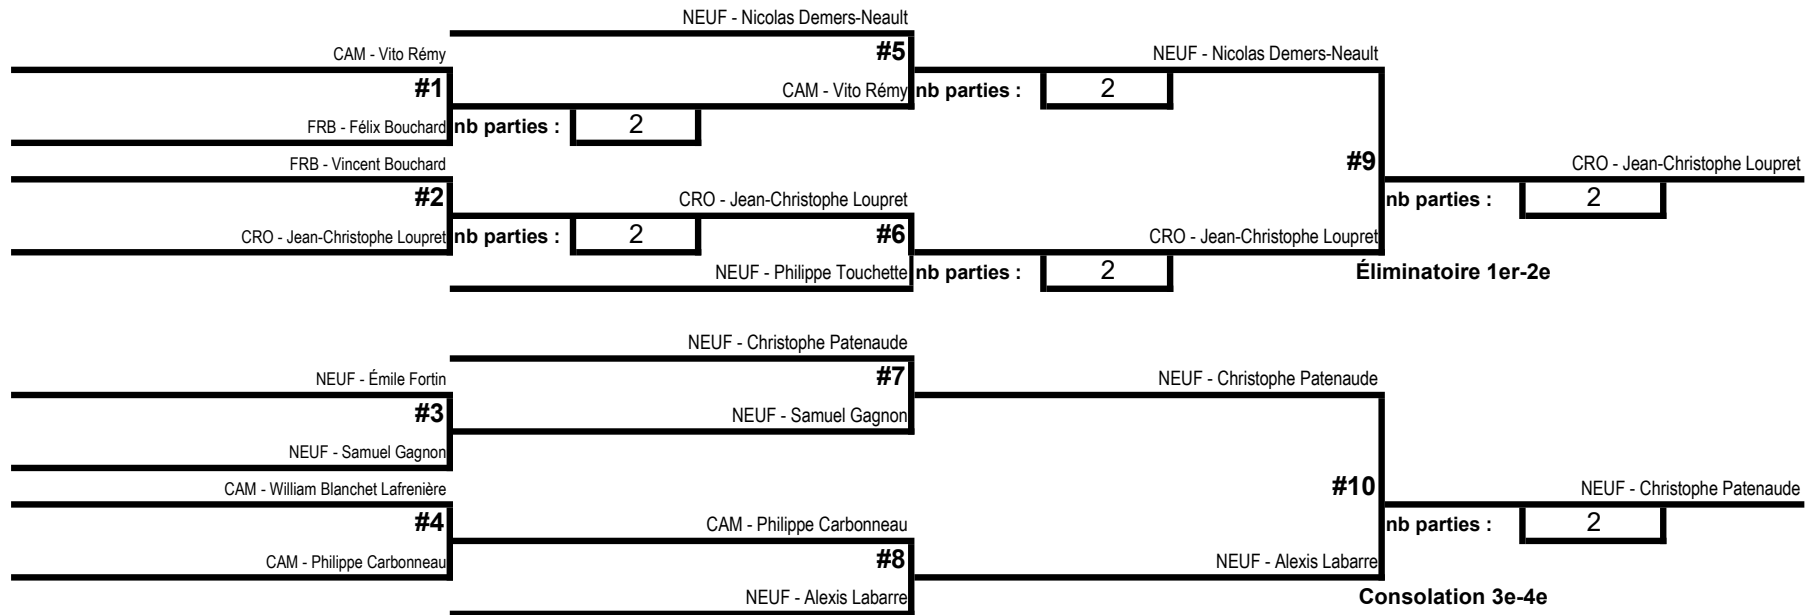 NEUF - Nicolas Demers-Neault
CAM - Vito Rémy #5 NEUF - Nicolas Demers-Neault
#1 CAM - Vito Rémy nb parties : 2
FRB - Félix Bouchard nb parties : 2
FRB - Vincent Bouchard #9 CRO - Jean-Christophe Loupret
#2 CRO - Jean-Christophe Loupret nb parties : 2
CRO - Jean-Christophe Loupret nb parties : 2 #6 CRO - Jean-Christophe Loupret
NEUF - Philippe Touchette nb parties : 2 Éliminatoire 1er-2e
NEUF - Christophe Patenaude
NEUF - Émile Fortin #7 NEUF - Christophe Patenaude
#3 NEUF - Samuel Gagnon
NEUF - Samuel Gagnon
CAM - William Blanchet Lafrenière #10 NEUF - Christophe Patenaude
#4 CAM - Philippe Carbonneau nb parties : 2
CAM - Philippe Carbonneau #8 NEUF - Alexis Labarre
NEUF - Alexis Labarre Consolation 3e-4e